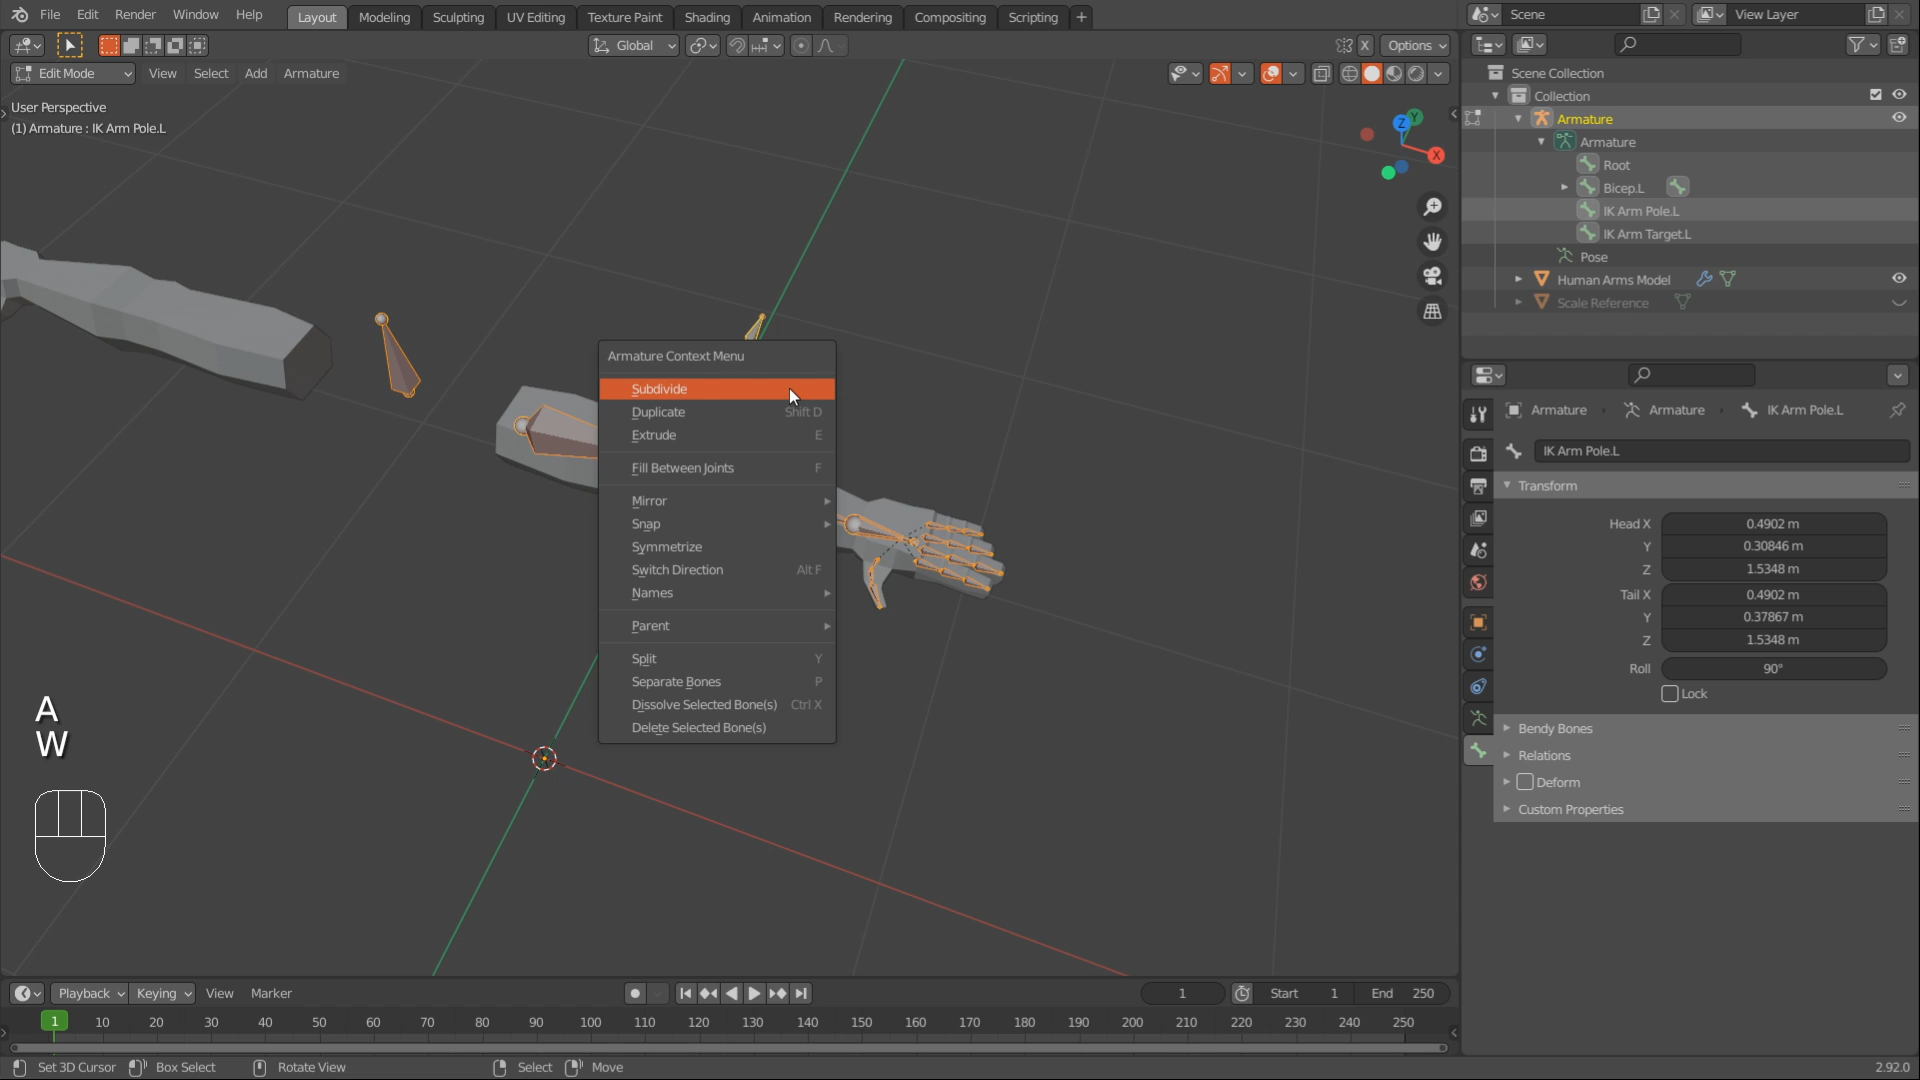 File Edit Render Window Help Layout Modeling Sculpting UV Editing Texture Paint Shading Animation Rendering Compositing Scripting + Scene View Layer
Global X Options
Edit Mode View Select Add Armature
User Perspective
(1) Armature : IK Arm Pole.L
Z Y X
Scene Collection
Collection
Armature
Armature
Root
Bicep.L
IK Arm Pole.L
IK Arm Target.L
Pose
Human Arms Model
Scale Reference
Armature Context Menu
Subdivide
Duplicate Shift D
Extrude E
Fill Between Joints F
Mirror
Snap
Symmetrize
Switch Direction Alt F
Names
Parent
Split Y
Separate Bones P
Dissolve Selected Bone(s) Ctrl X
Delete Selected Bone(s)
A
W
Armature Armature IK Arm Pole.L
IK Arm Pole.L
Transform
Head X 0.4902 m
Y 0.30846 m
Z 1.5348 m
Tail X 0.4902 m
Y 0.37867 m
Z 1.5348 m
Roll 90°
Lock
Bendy Bones
Relations
Deform
Custom Properties
Playback Keying View Marker 1 Start 1 End 250
1 10 20 30 40 50 60 70 80 90 100 110 120 130 140 150 160 170 180 190 200 210 220 230 240 250
Set 3D Cursor Box Select Rotate View Select Move 2.92.0